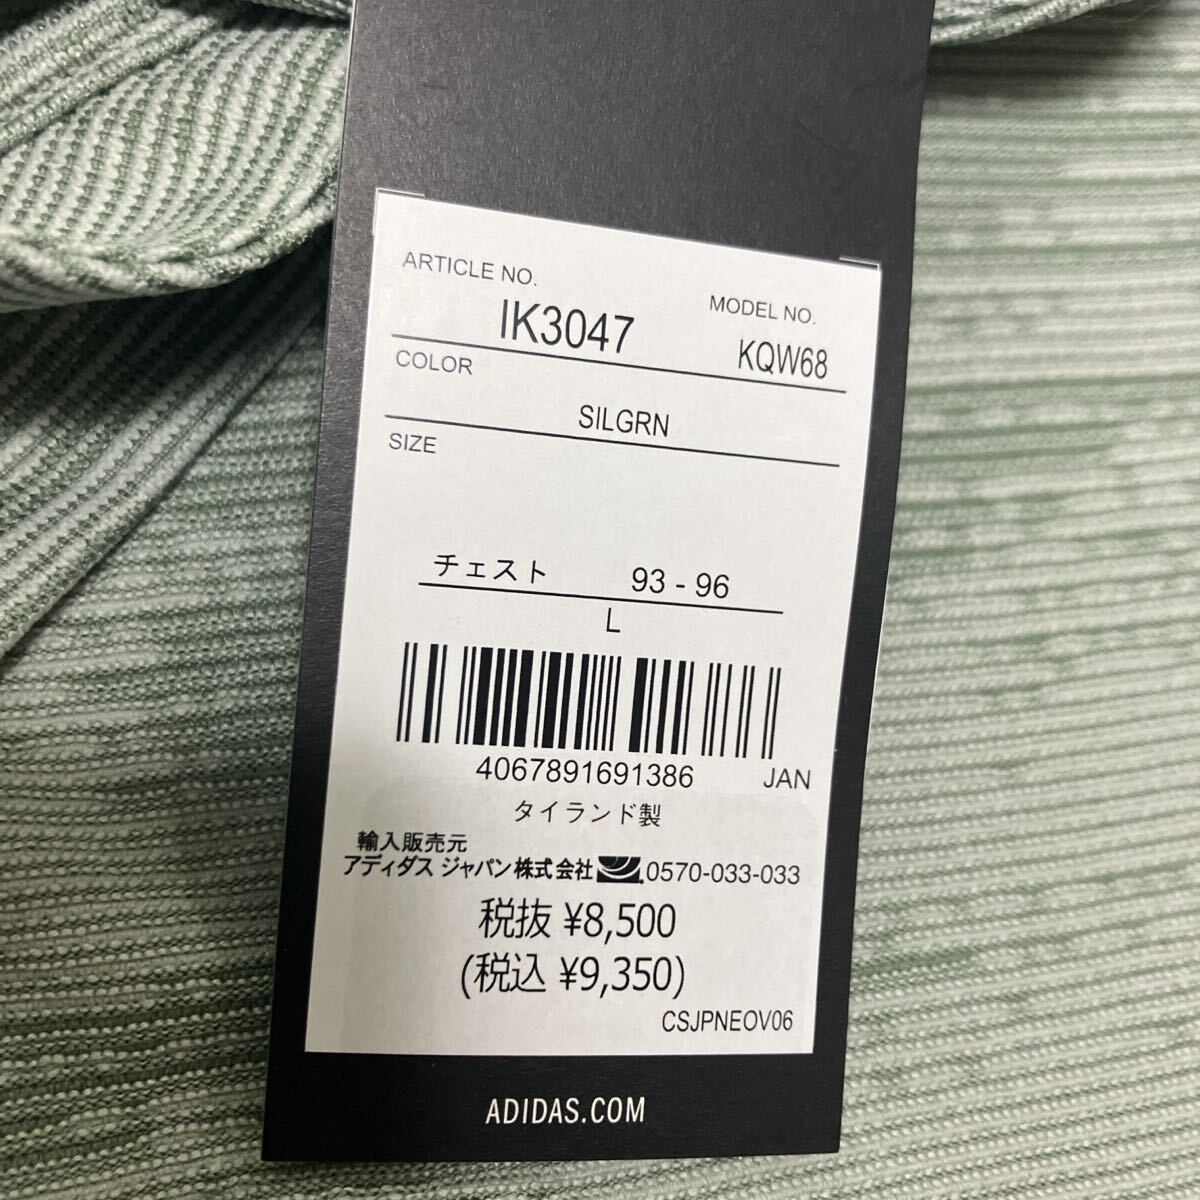 ARTICLE NO.
IK3047
MODEL NO.
KQW68
COLOR
SILGRN
SIZE
チェスト 93 - 96
L
4067891691386 JAN
タイランド製
輸入販売元
アディダス ジャパン株式会社 0570-033-033
税抜 ¥8,500
(税込 ¥9,350)
CSJPNEOV06
ADIDAS.COM